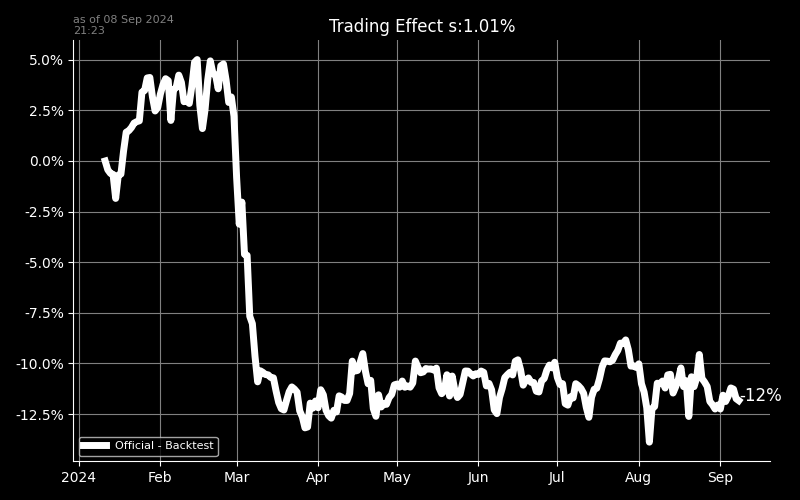 as of 08 Sep 2024
21:23
Trading Effect s:1.01%
5.0%
2.5%
0.0%
-2.5%
-5.0%
-7.5%
-10.0%
-12.5%
-12%
Official - Backtest
2024 Feb Mar Apr May Jun Jul Aug Sep